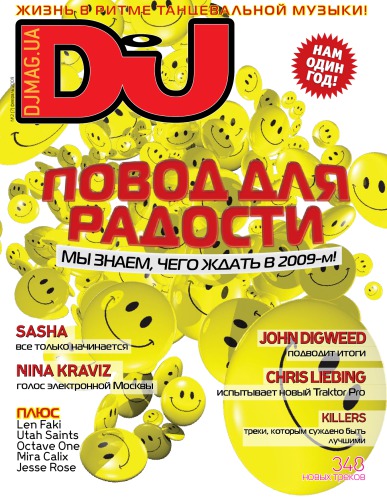 ЖИЗНЬ В РИТМЕ ТАНЦЕВАЛЬНОЙ МУЗЫКИ!
DJMAG.UA
DJ
НАМ
ОДИН
ГОД!
ПОВОД ДЛЯ
РАДОСТИ
МЫ ЗНАЕМ, ЧЕГО ЖДАТЬ В 2009-М!
SASHA
все только начинается
NINA KRAVIZ
голос электронной Москвы
ПЛЮС
Len Faki
Utah Saints
Octave One
Mira Calix
Jesse Rose
JOHN DIGWEED
подводит итоги
CHRIS LIEBING
испытывает новый Traktor Pro
KILLERS
треки, которым суждено быть
лучшими
348
НОВЫХ ТРЕКОВ